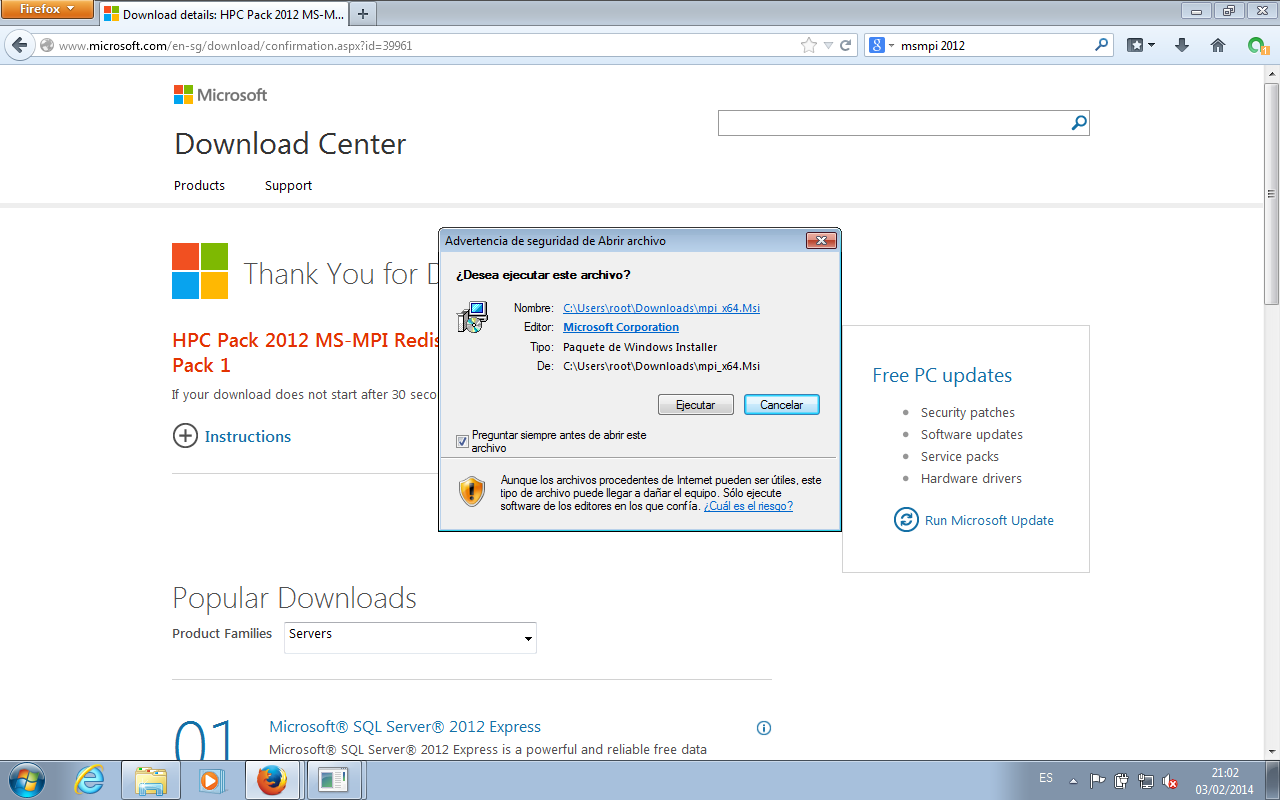 Firefox
Download details: HPC Pack 2012 MS-M...
www.microsoft.com/en-sg/download/confirmation.aspx?id=39961
msmpi 2012
1
Microsoft
Download Center
Products Support
Thank You for D
HPC Pack 2012 MS-MPI Redis
Pack 1
If your download does not start after 30 seco
Instructions
Advertencia de seguridad de Abrir archivo
¿Desea ejecutar este archivo?
Nombre: C:\Users\root\Downloads\mpi_x64.Msi
Editor: Microsoft Corporation
Tipo: Paquete de Windows Installer
De: C:\Users\root\Downloads\mpi_x64.Msi
Ejecutar Cancelar
Preguntar siempre antes de abrir este
archivo
Aunque los archivos procedentes de Internet pueden ser útiles, este
tipo de archivo puede llegar a dañar el equipo. Sólo ejecute
software de los editores en los que confía. ¿Cuál es el riesgo?
Free PC updates
Security patches
Software updates
Service packs
Hardware drivers
Run Microsoft Update
Popular Downloads
Product Families Servers
01
Microsoft® SQL Server® 2012 Express
Microsoft® SQL Server® 2012 Express is a powerful and reliable free data
ES
21:02
03/02/2014